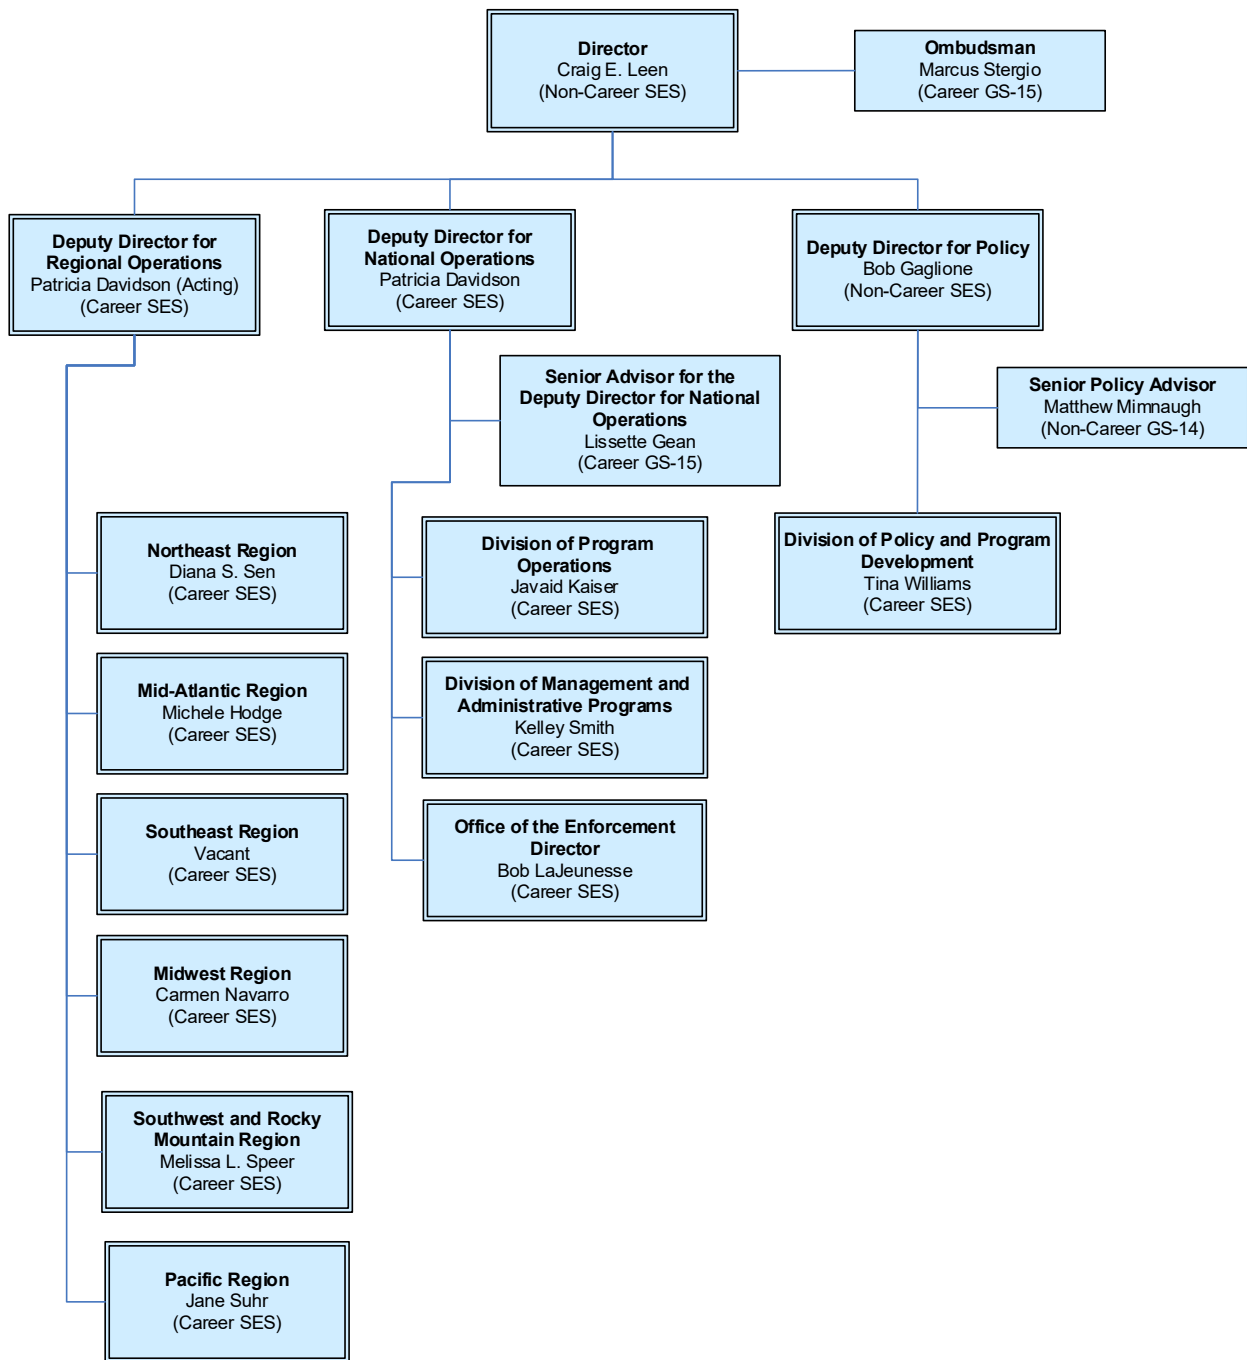 Director
Craig E. Leen
(Non-Career SES)
Ombudsman
Marcus Stergio
(Career GS-15)
Deputy Director for
Regional Operations
Patricia Davidson (Acting)
(Career SES)
Deputy Director for
National Operations
Patricia Davidson
(Career SES)
Deputy Director for Policy
Bob Gaglione
(Non-Career SES)
Senior Advisor for the
Deputy Director for National
Operations
Lissette Gean
(Career GS-15)
Senior Policy Advisor
Matthew Mimnaugh
(Non-Career GS-14)
Northeast Region
Diana S. Sen
(Career SES)
Division of Program
Operations
Javaid Kaiser
(Career SES)
Division of Policy and Program
Development
Tina Williams
(Career SES)
Mid-Atlantic Region
Michele Hodge
(Career SES)
Division of Management and
Administrative Programs
Kelley Smith
(Career SES)
Southeast Region
Vacant
(Career SES)
Office of the Enforcement
Director
Bob LaJeunesse
(Career SES)
Midwest Region
Carmen Navarro
(Career SES)
Southwest and Rocky
Mountain Region
Melissa L. Speer
(Career SES)
Pacific Region
Jane Suhr
(Career SES)